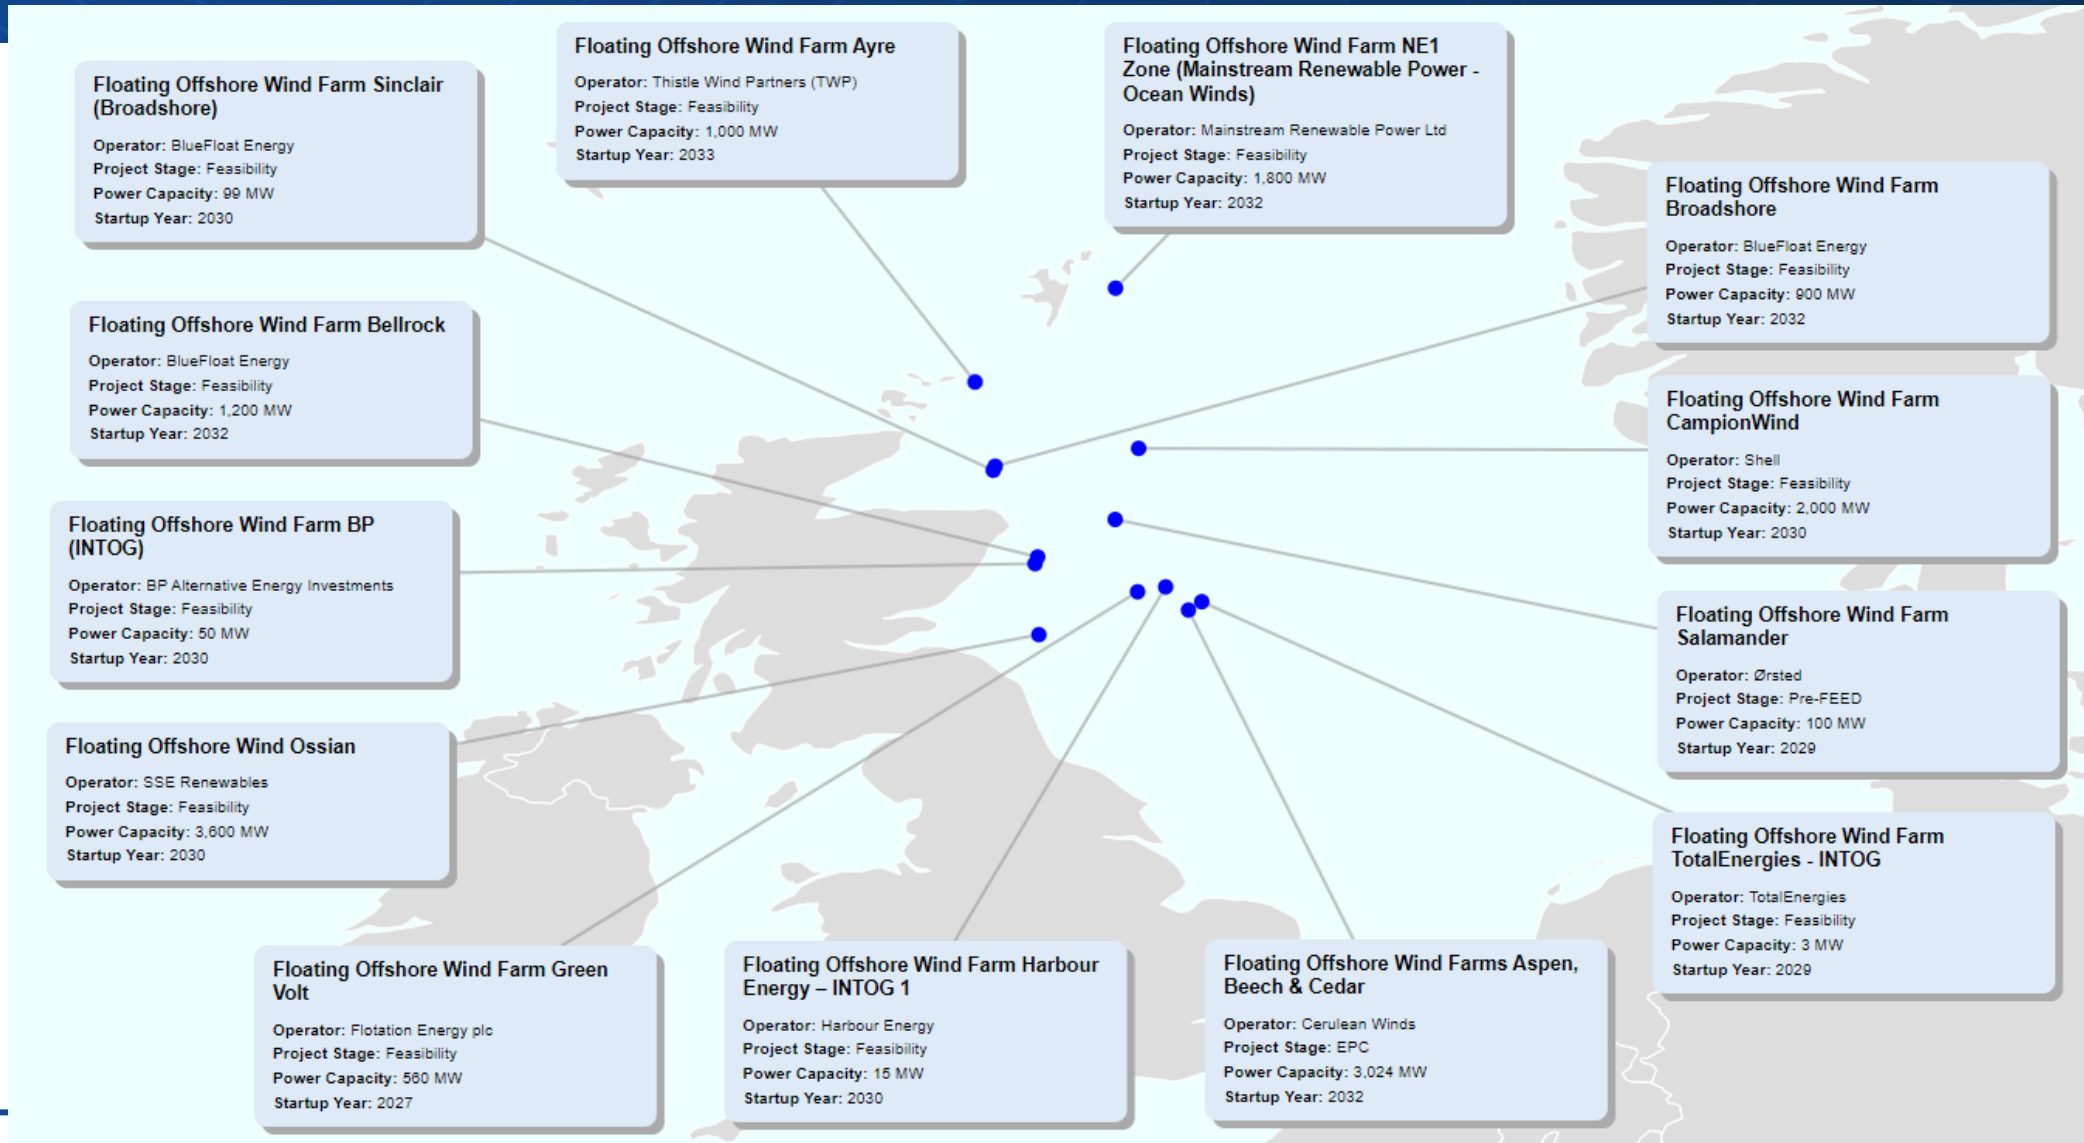 Floating Offshore Wind Farm Sinclair
(Broadshore)
Operator: BlueFloat Energy
Project Stage: Feasibility
Power Capacity: 99 MW
Startup Year: 2030
Floating Offshore Wind Farm Ayre
Operator: Thistle Wind Partners (TWP)
Project Stage: Feasibility
Power Capacity: 1,000 MW
Startup Year: 2033
Floating Offshore Wind Farm NE1
Zone (Mainstream Renewable Power -
Ocean Winds)
Operator: Mainstream Renewable Power Ltd
Project Stage: Feasibility
Power Capacity: 1,800 MW
Startup Year: 2032
Floating Offshore Wind Farm
Broadshore
Operator: BlueFloat Energy
Project Stage: Feasibility
Power Capacity: 900 MW
Startup Year: 2032
Floating Offshore Wind Farm Bellrock
Operator: BlueFloat Energy
Project Stage: Feasibility
Power Capacity: 1,200 MW
Startup Year: 2032
Floating Offshore Wind Farm
CampionWind
Operator: Shell
Project Stage: Feasibility
Power Capacity: 2,000 MW
Startup Year: 2030
Floating Offshore Wind Farm BP
(INTOG)
Operator: BP Alternative Energy Investments
Project Stage: Feasibility
Power Capacity: 50 MW
Startup Year: 2030
Floating Offshore Wind Farm
Salamander
Operator: Ørsted
Project Stage: Pre-FEED
Power Capacity: 100 MW
Startup Year: 2029
Floating Offshore Wind Ossian
Operator: SSE Renewables
Project Stage: Feasibility
Power Capacity: 3,600 MW
Startup Year: 2030
Floating Offshore Wind Farm
TotalEnergies - INTOG
Operator: TotalEnergies
Project Stage: Feasibility
Power Capacity: 3 MW
Startup Year: 2029
Floating Offshore Wind Farm Green
Volt
Operator: Flotation Energy plc
Project Stage: Feasibility
Power Capacity: 560 MW
Startup Year: 2027
Floating Offshore Wind Farm Harbour
Energy – INTOG 1
Operator: Harbour Energy
Project Stage: Feasibility
Power Capacity: 15 MW
Startup Year: 2030
Floating Offshore Wind Farms Aspen,
Beech & Cedar
Operator: Cerulean Winds
Project Stage: EPC
Power Capacity: 3,024 MW
Startup Year: 2032